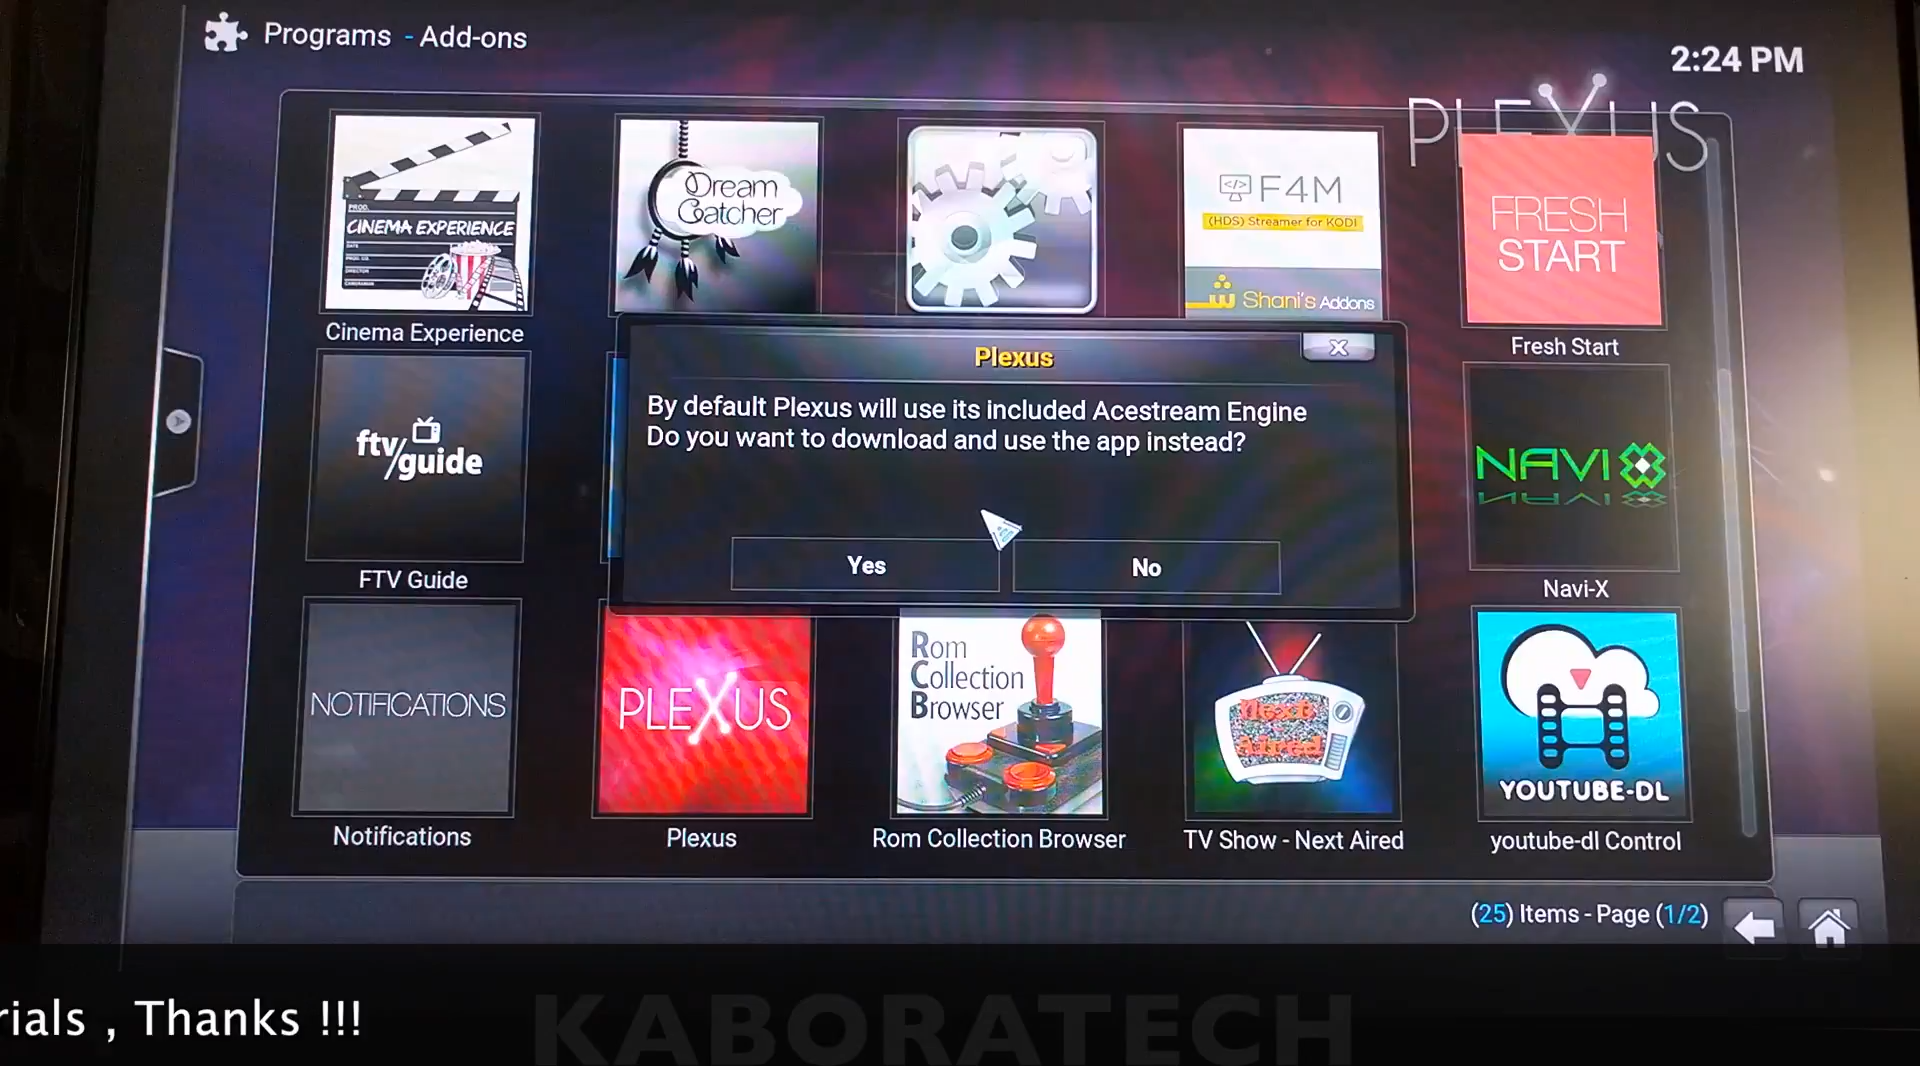 Programs - Add-ons
2:24 PM
PLEXUS
PROD.
CINEMA EXPERIENCE
Dream
Catcher
</> F4M
(HDS) Streamer for KODI
Shani's Addons
FRESH
START
Cinema Experience
Fresh Start
Plexus
x
By default Plexus will use its included Acestream Engine
Do you want to download and use the app instead?
Yes
No
ftv/guide
NAVI X
FTV Guide
Navi-X
NOTIFICATIONS
PLEXUS
Rom
Collection
Browser
Next
Aired
YOUTUBE-DL
Notifications
Plexus
Rom Collection Browser
TV Show - Next Aired
youtube-dl Control
(25) Items - Page (1/2)
rials , Thanks !!!
KABORATECH